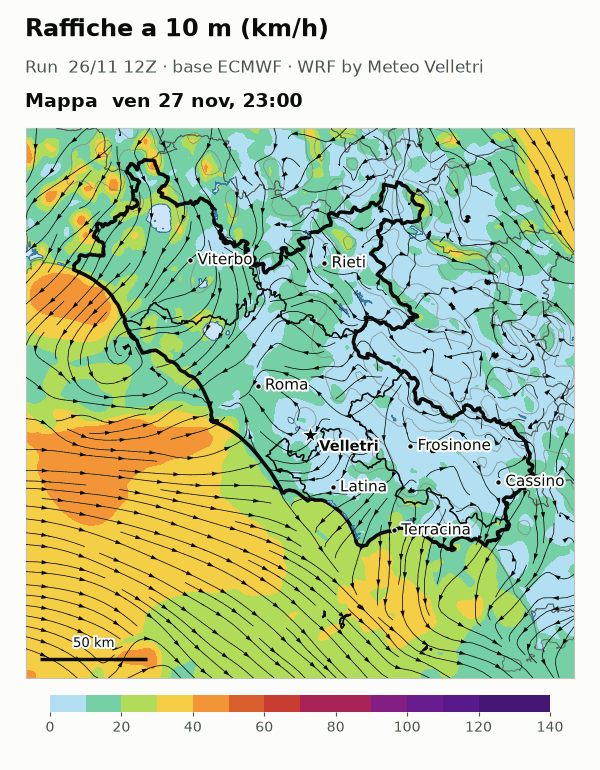 Raffiche a 10 m (km/h)
Run  26/11 12Z · base ECMWF · WRF by Meteo Velletri
Mappa  ven 27 nov, 23:00
Viterbo
Rieti
Roma
Velletri
Frosinone
Cassino
Latina
Terracina
50 km
0 20 40 60 80 100 120 140